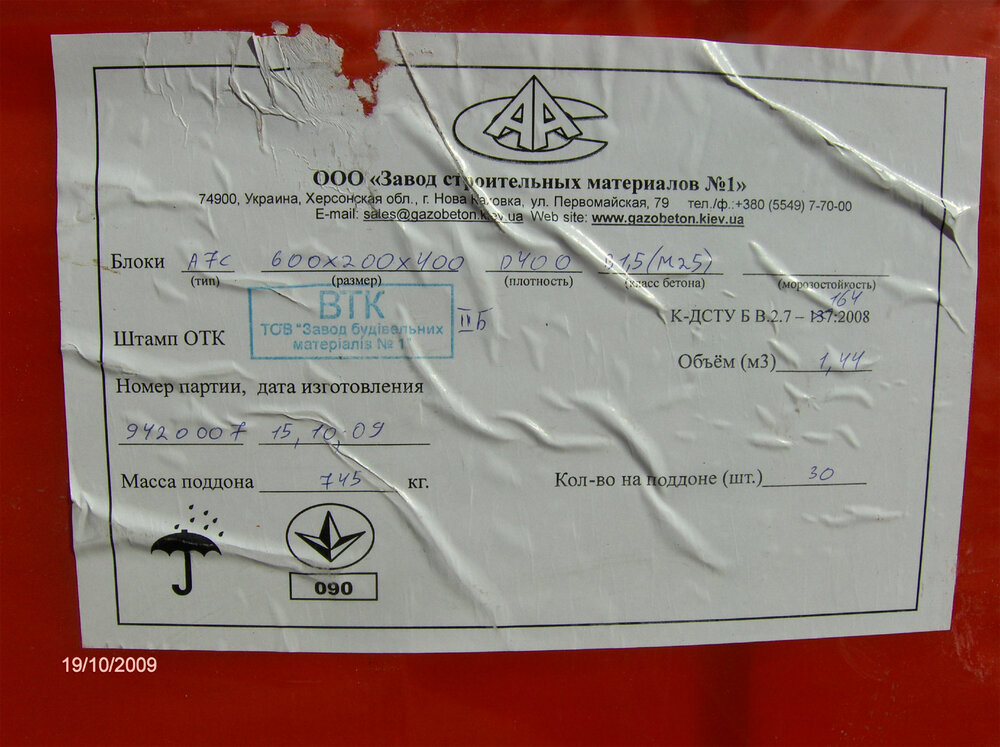 ААС
ООО «Завод строительных материалов №1»
74900, Украина, Херсонская обл., г. Нова Каховка, ул. Первомайская, 79 тел./ф.:+380 (5549) 7-70-00
E-mail: sales@gazobeton.kiev.ua Web site: www.gazobeton.kiev.ua
Блоки А7С 600х200х400 D400 В1,5(М25)
(тип) (размер) (плотность) (класс бетона) (морозостойкость)
164
К-ДСТУ Б В.2.7 – 137:2008
ВТК
ТОВ "Завод будівельних
матеріалів № 1"
IIБ
Штамп ОТК
Объём (м3) 1,44
Номер партии, дата изготовления
9420007 15,10,09
Масса поддона 745 кг.
Кол-во на поддоне (шт.) 30
090
19/10/2009